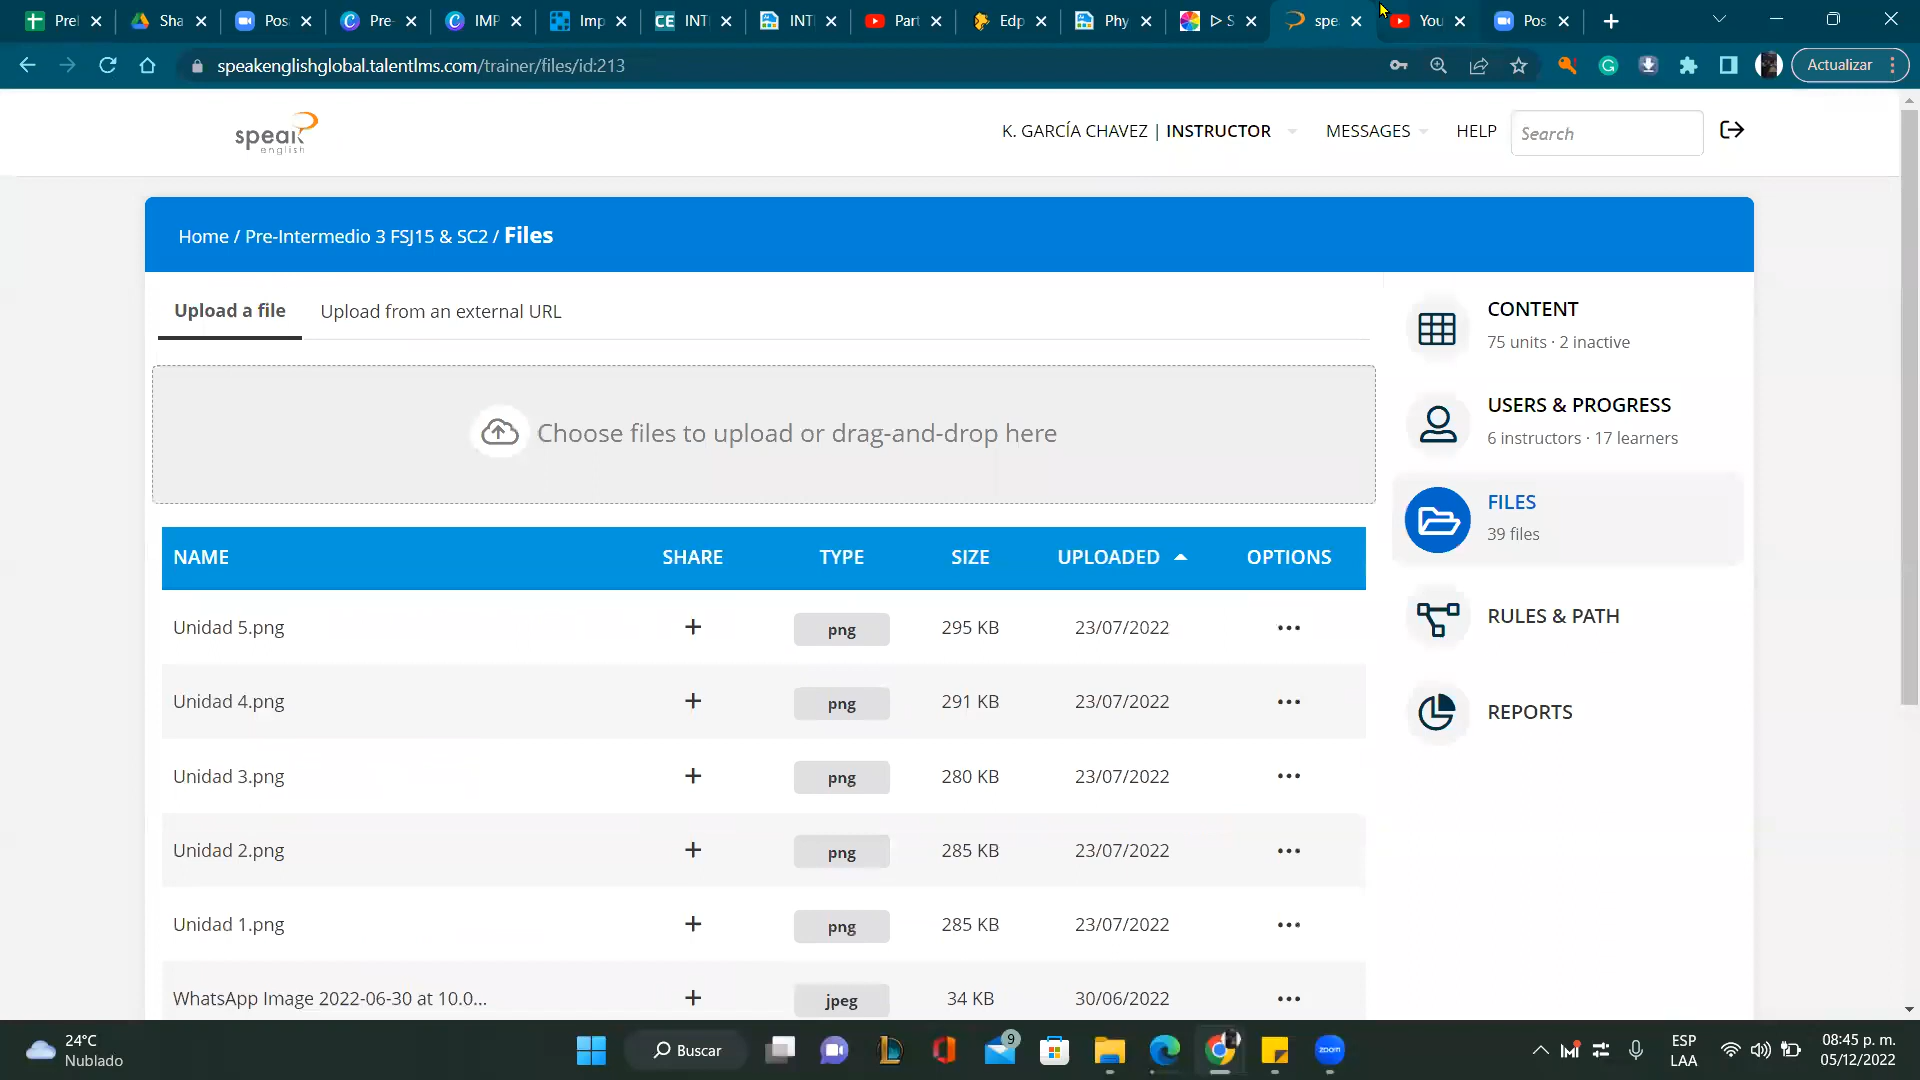 Prel
Sha
Pos
Pre-
IMP
Imp
INTI
INTI
Part
Edp
Phy
S
spe
You
Pos
speakenglishglobal.talentlms.com/trainer/files/id:213
Actualizar
speak
english
K. GARCÍA CHAVEZ | INSTRUCTOR
MESSAGES
HELP
Search
Home / Pre-Intermedio 3 FSJ15 & SC2 / Files
Upload a file
Upload from an external URL
Choose files to upload or drag-and-drop here
NAME SHARE TYPE SIZE UPLOADED OPTIONS
Unidad 5.png + png 295 KB 23/07/2022 •••
Unidad 4.png + png 291 KB 23/07/2022 •••
Unidad 3.png + png 280 KB 23/07/2022 •••
Unidad 2.png + png 285 KB 23/07/2022 •••
Unidad 1.png + png 285 KB 23/07/2022 •••
WhatsApp Image 2022-06-30 at 10.0... + jpeg 34 KB 30/06/2022 •••
CONTENT
75 units · 2 inactive
USERS & PROGRESS
6 instructors · 17 learners
FILES
39 files
RULES & PATH
REPORTS
24°C
Nublado
Buscar
9
zoom
ESP
LAA
08:45 p. m.
05/12/2022